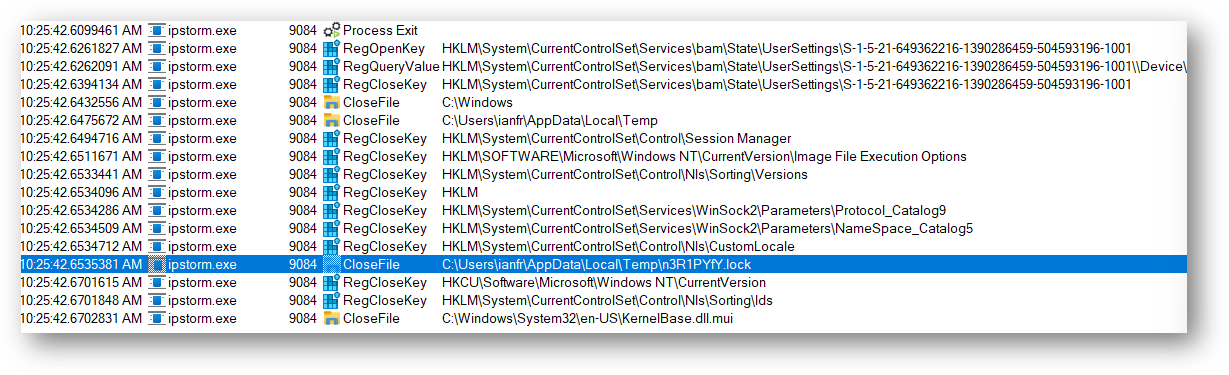 10:25:42.6099461 AM ipstorm.exe 9084 Process Exit
10:25:42.6261827 AM ipstorm.exe 9084 RegOpenKey HKLM\System\CurrentControlSet\Services\bam\State\UserSettings\S-1-5-21-649362216-1390286459-504593196-1001
10:25:42.6262091 AM ipstorm.exe 9084 RegQueryValue HKLM\System\CurrentControlSet\Services\bam\State\UserSettings\S-1-5-21-649362216-1390286459-504593196-1001\\Device\
10:25:42.6394134 AM ipstorm.exe 9084 RegCloseKey HKLM\System\CurrentControlSet\Services\bam\State\UserSettings\S-1-5-21-649362216-1390286459-504593196-1001
10:25:42.6432556 AM ipstorm.exe 9084 CloseFile C:\Windows
10:25:42.6475672 AM ipstorm.exe 9084 CloseFile C:\Users\ianfr\AppData\Local\Temp
10:25:42.6494716 AM ipstorm.exe 9084 RegCloseKey HKLM\System\CurrentControlSet\Control\Session Manager
10:25:42.6511671 AM ipstorm.exe 9084 RegCloseKey HKLM\SOFTWARE\Microsoft\Windows NT\CurrentVersion\Image File Execution Options
10:25:42.6533441 AM ipstorm.exe 9084 RegCloseKey HKLM\System\CurrentControlSet\Control\Nls\Sorting\Versions
10:25:42.6534096 AM ipstorm.exe 9084 RegCloseKey HKLM
10:25:42.6534286 AM ipstorm.exe 9084 RegCloseKey HKLM\System\CurrentControlSet\Services\WinSock2\Parameters\Protocol_Catalog9
10:25:42.6534509 AM ipstorm.exe 9084 RegCloseKey HKLM\System\CurrentControlSet\Services\WinSock2\Parameters\NameSpace_Catalog5
10:25:42.6534712 AM ipstorm.exe 9084 RegCloseKey HKLM\System\CurrentControlSet\Control\Nls\CustomLocale
10:25:42.6535381 AM ipstorm.exe 9084 CloseFile C:\Users\ianfr\AppData\Local\Temp\n3R1PYfY.lock
10:25:42.6701615 AM ipstorm.exe 9084 RegCloseKey HKCU\Software\Microsoft\Windows NT\CurrentVersion
10:25:42.6701848 AM ipstorm.exe 9084 RegCloseKey HKLM\System\CurrentControlSet\Control\Nls\Sorting\Ids
10:25:42.6702831 AM ipstorm.exe 9084 CloseFile C:\Windows\System32\en-US\KernelBase.dll.mui